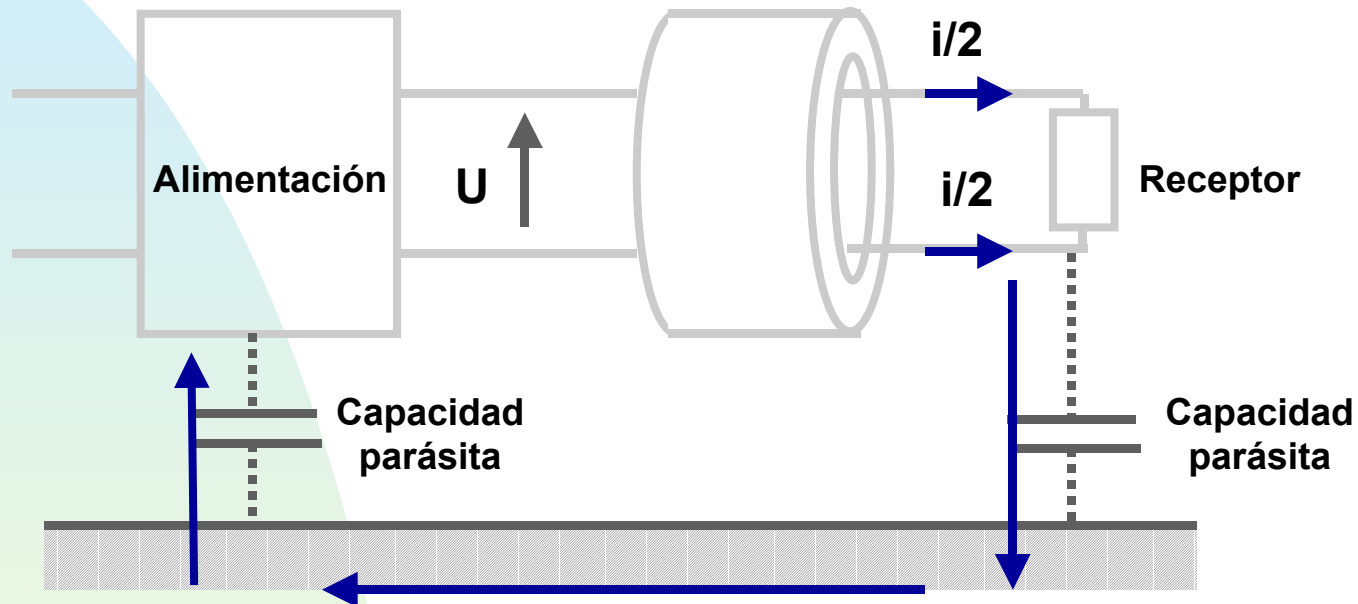 i/2
Alimentación
U
i/2
Receptor
Capacidad
parásita
Capacidad
parásita